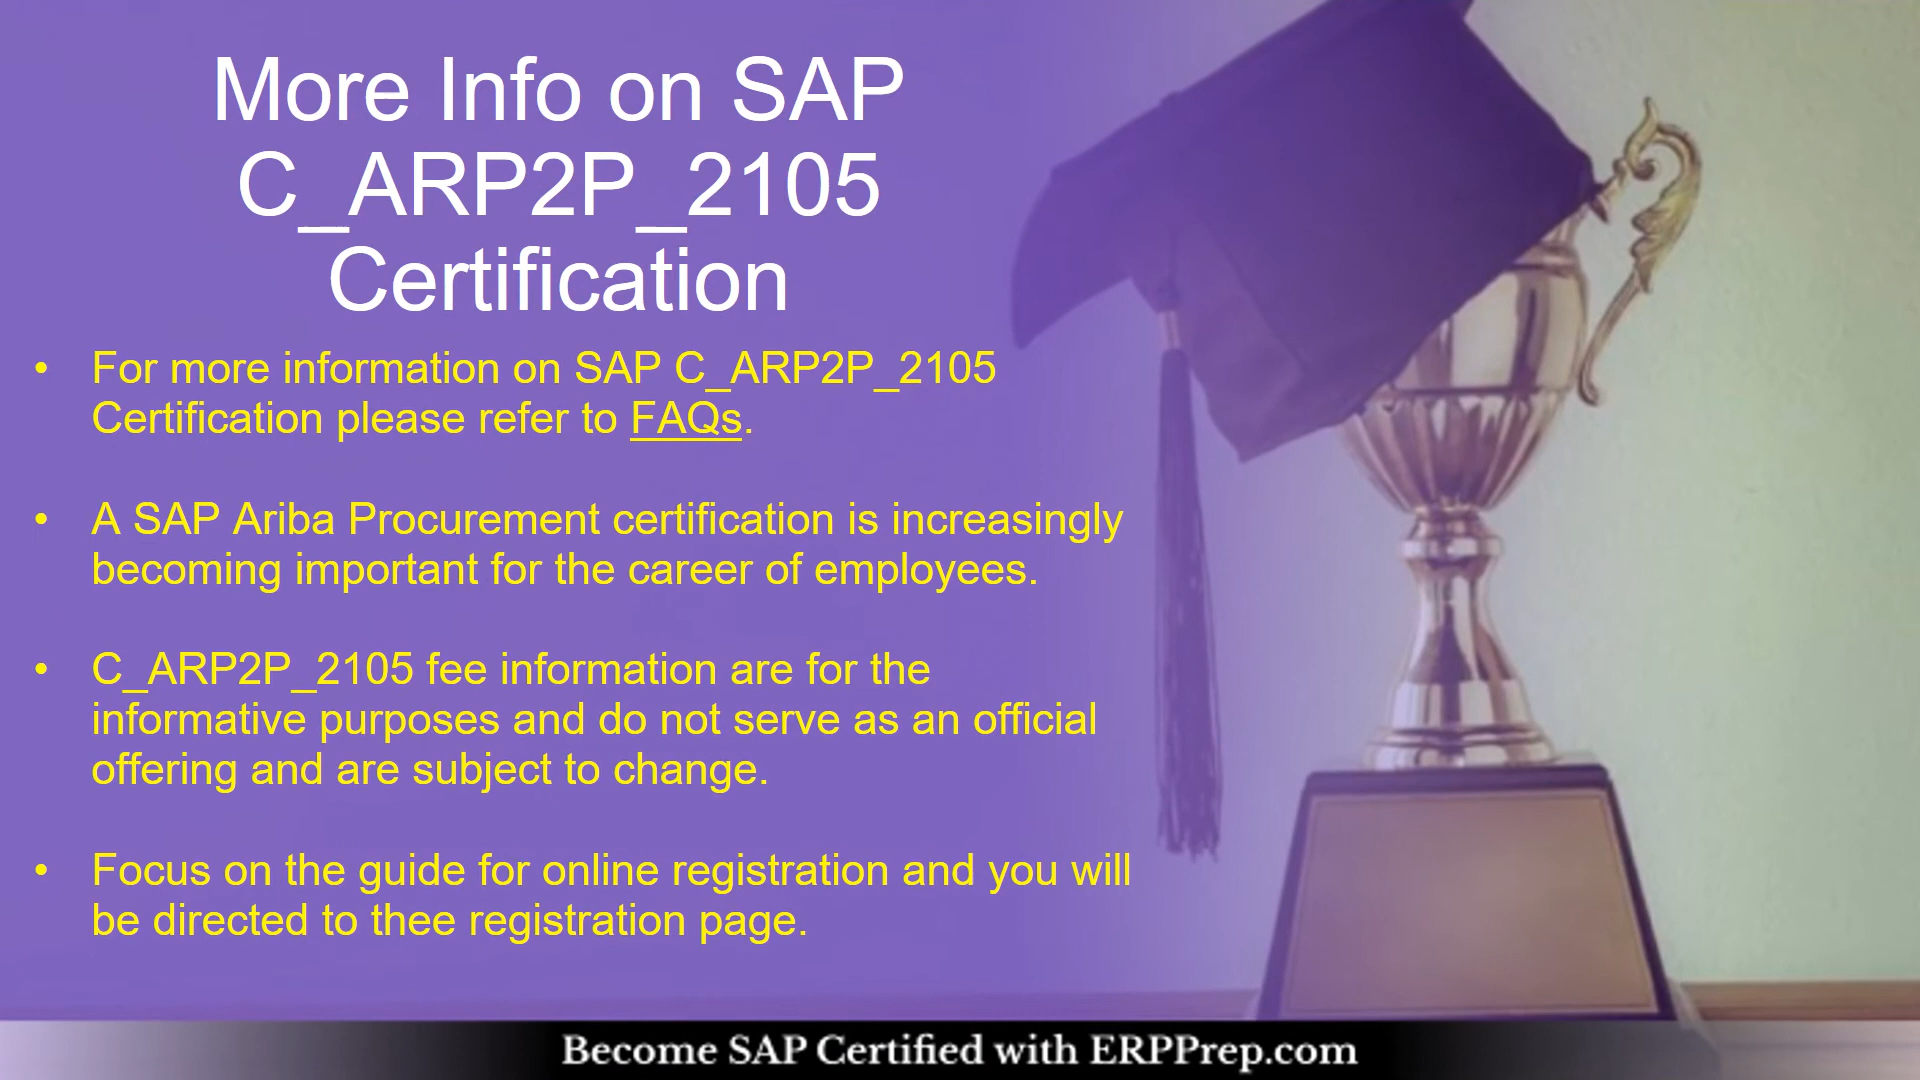 More Info on SAP
C_ARP2P_2105
Certification
• For more information on SAP C_ARP2P_2105
Certification please refer to FAQs.
• A SAP Ariba Procurement certification is increasingly
becoming important for the career of employees.
• C_ARP2P_2105 fee information are for the
informative purposes and do not serve as an official
offering and are subject to change.
• Focus on the guide for online registration and you will
be directed to thee registration page.
Become SAP Certified with ERPPrep.com